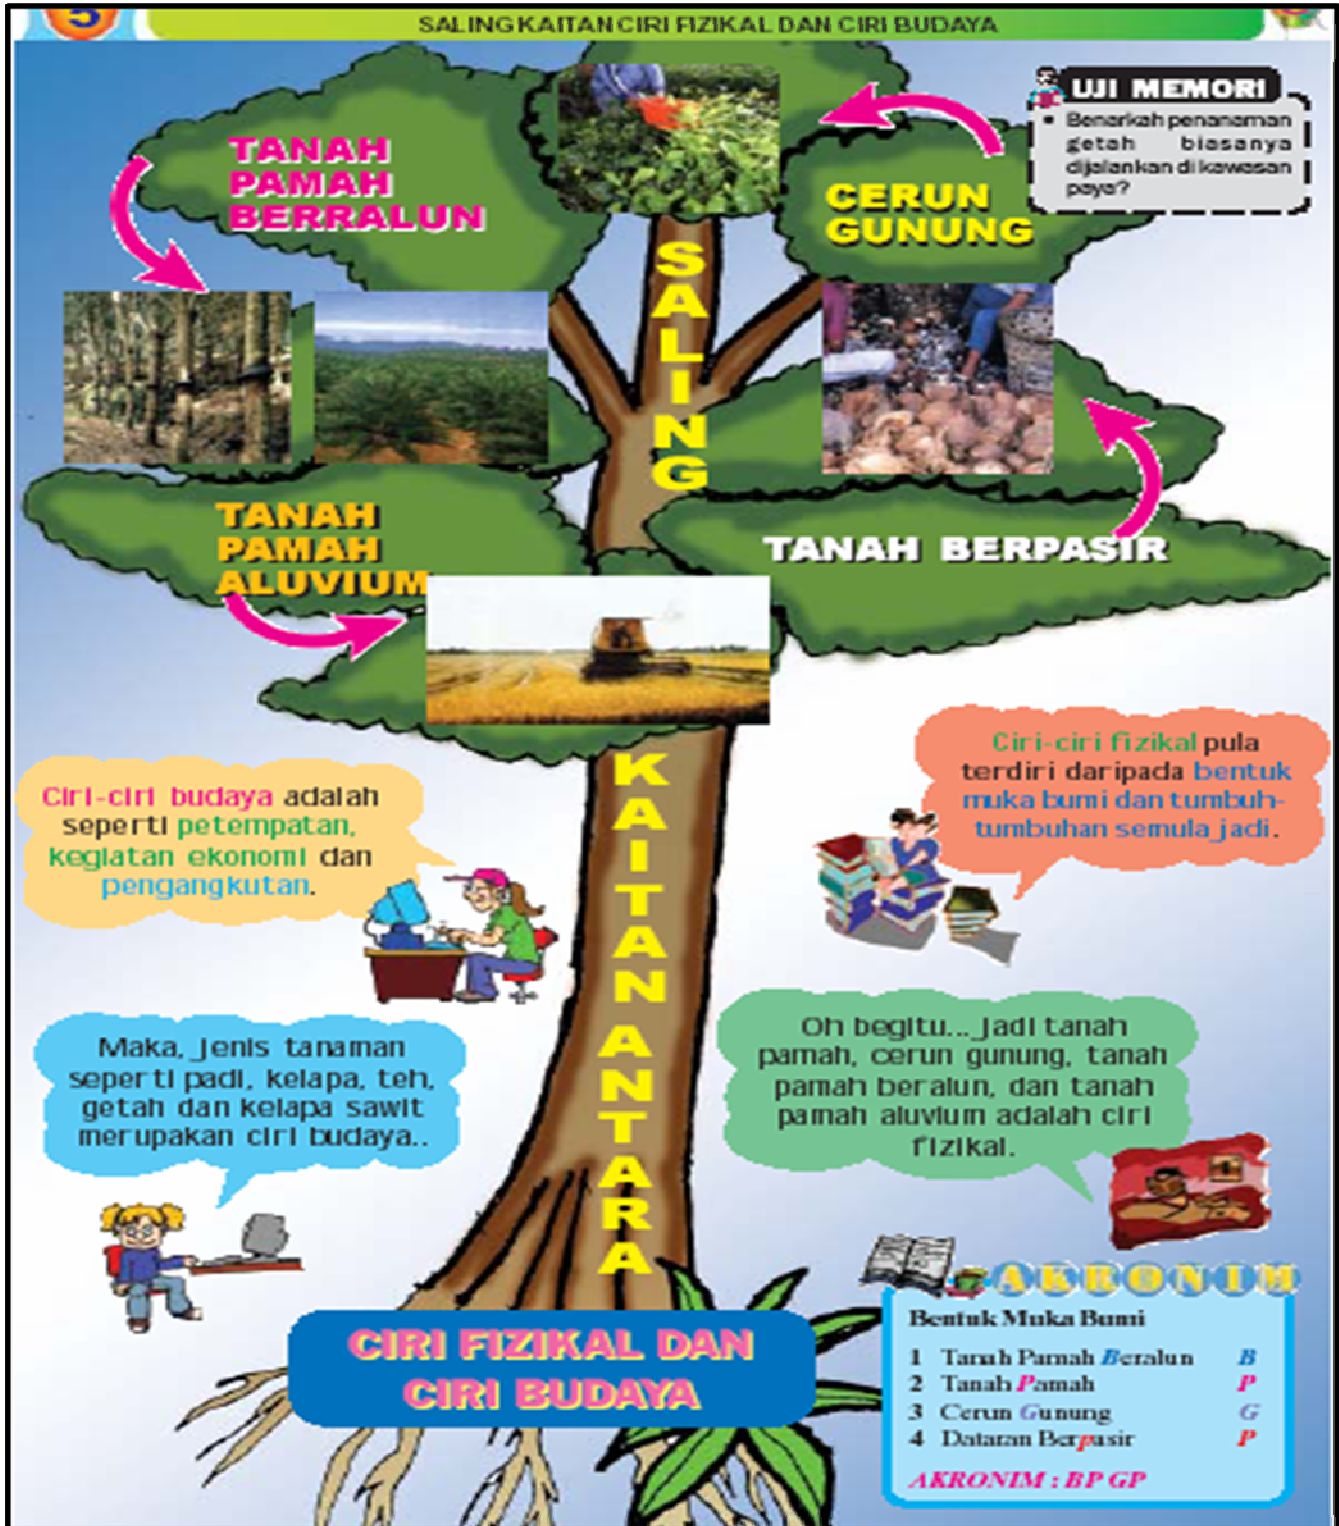 5
SALING KAITAN CIRI FIZIKAL DAN CIRI BUDAYA
UJI MEMORI
• Benarkah penanaman
getah biasanya
dijalankan di kawasan
paya?
TANAH
PAMAH
BERRALUN
CERUN
GUNUNG
SALING
TANAH
PAMAH
ALUVIUM
TANAH BERPASIR
KAITAN ANTARA
Ciri-ciri fizikal pula
terdiri daripada bentuk
muka bumi dan tumbuh-
tumbuhan semula jadi.
Ciri-ciri budaya adalah
seperti petempatan,
kegiatan ekonomi dan
pengangkutan.
Maka, jenis tanaman
seperti padi, kelapa, teh,
getah dan kelapa sawit
merupakan ciri budaya..
Oh begitu... jadi tanah
pamah, cerun gunung, tanah
pamah beralun, dan tanah
pamah aluvium adalah ciri
fizikal.
CIRI FIZIKAL DAN
CIRI BUDAYA
AKRONIM
Bentuk Muka Bumi
1 Tanah Pamah Beralun B
2 Tanah Pamah P
3 Cerun Gunung G
4 Dataran Berpasir P
AKRONIM : BP GP